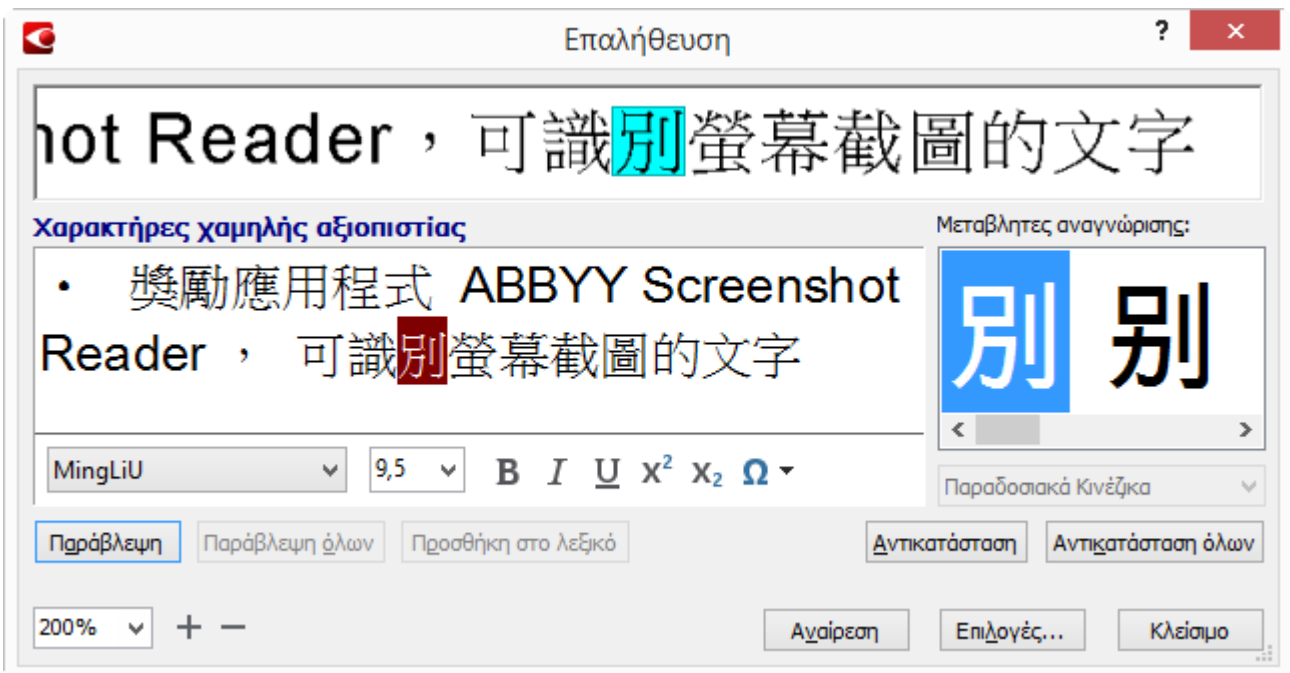 Επαλήθευση
?
hot Reader，可識別螢幕截圖的文字
Χαρακτήρες χαμηλής αξιοπιστίας
Μεταβλητες αναγνώρισης:
• 獎勵應用程式 ABBYY Screenshot
Reader ， 可識別螢幕截圖的文字
別 别
MingLiU 9,5 B I U X² X₂ Ω
Παραδοσιακά Κινέζικα
Παράβλεψη Παράβλεψη όλων Προσθήκη στο λεξικό Αντικατάσταση Αντικατάσταση όλων
200% + − Αναίρεση Επιλογές... Κλείσιμο